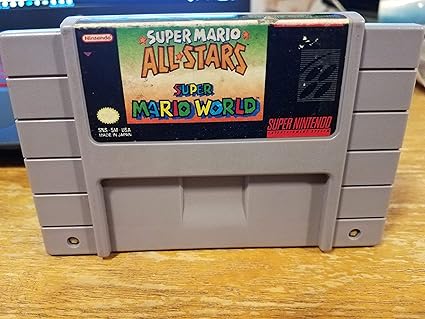 Nintendo
SUPER MARIO
ALL-STARS
SUPER
MARIO WORLD
SNS-5M-USA
MADE IN JAPAN
SUPER NINTENDO